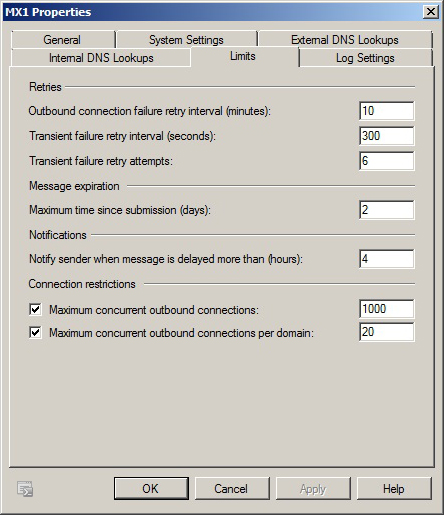 MX1 Properties
General
System Settings
External DNS Lookups
Internal DNS Lookups
Limits
Log Settings
Retries
Outbound connection failure retry interval (minutes): 10
Transient failure retry interval (seconds): 300
Transient failure retry attempts: 6
Message expiration
Maximum time since submission (days): 2
Notifications
Notify sender when message is delayed more than (hours): 4
Connection restrictions
Maximum concurrent outbound connections: 1000
Maximum concurrent outbound connections per domain: 20
OK
Cancel
Apply
Help